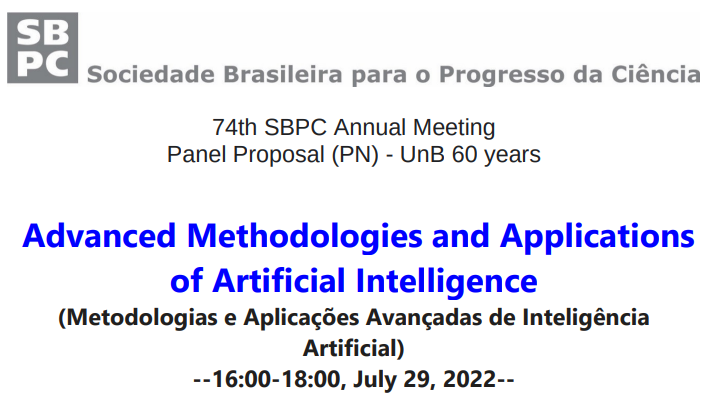 SB
PC
Sociedade Brasileira para o Progresso da Ciência
74th SBPC Annual Meeting
Panel Proposal (PN) - UnB 60 years
Advanced Methodologies and Applications
of Artificial Intelligence
(Metodologias e Aplicações Avançadas de Inteligência
Artificial)
--16:00-18:00, July 29, 2022--